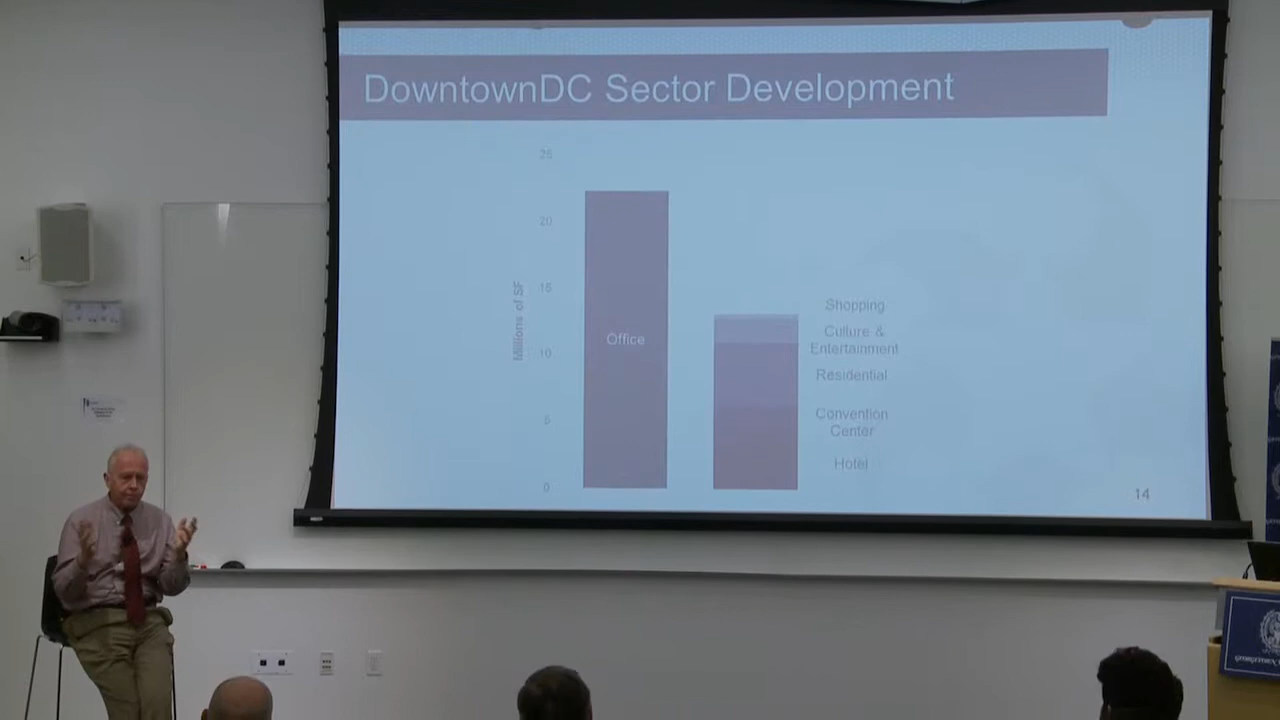 DowntownDC Sector Development
25
20
15
10
5
0
Millions of SF
Office
Shopping
Culture &
Entertainment
Residential
Convention
Center
Hotel
14